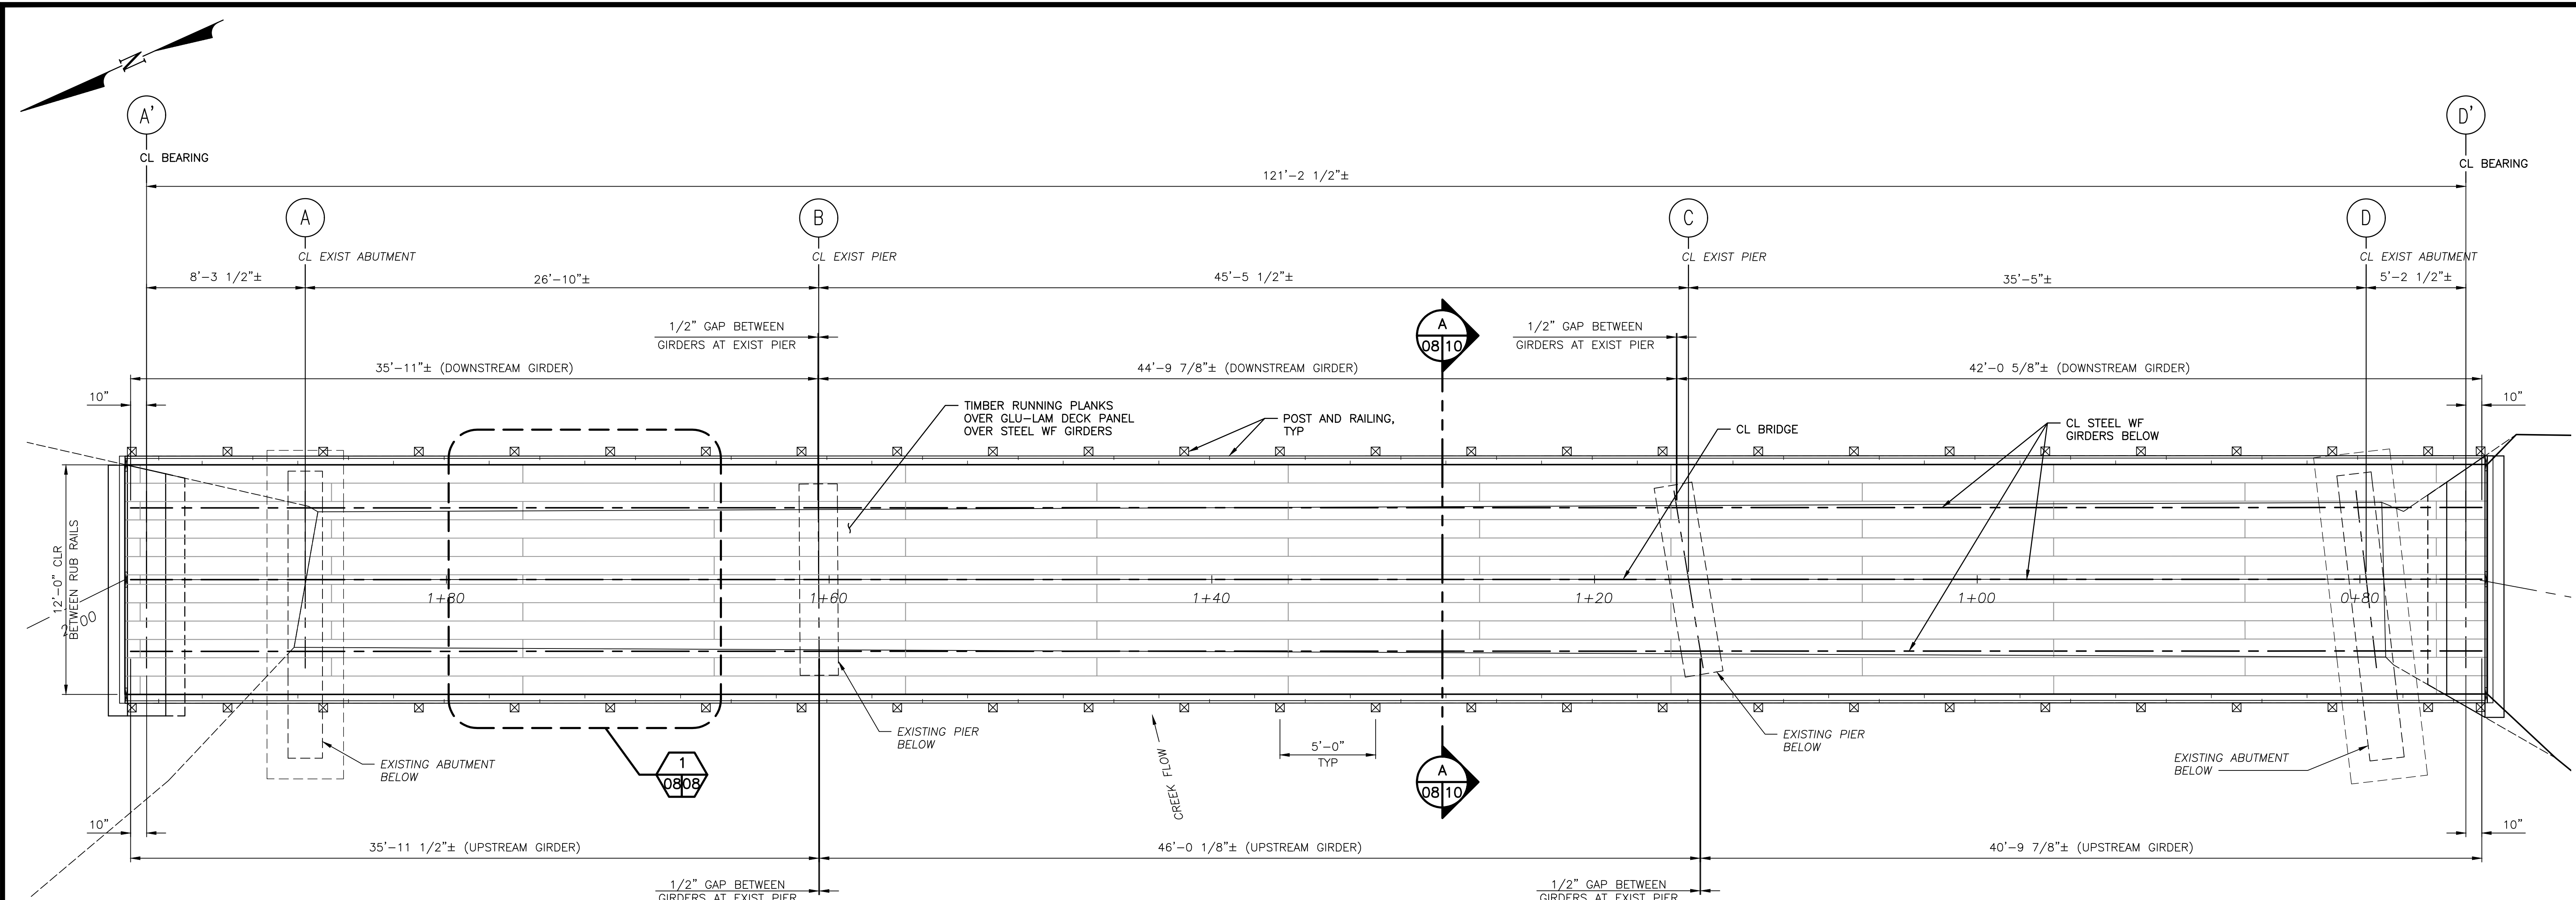 N
A'
D'
CL BEARING
CL BEARING
121'-2 1/2"±
A
B
C
D
CL EXIST ABUTMENT
CL EXIST PIER
CL EXIST PIER
CL EXIST ABUTMENT
8'-3 1/2"±
26'-10"±
45'-5 1/2"±
35'-5"±
5'-2 1/2"±
1/2" GAP BETWEEN
GIRDERS AT EXIST PIER
A
08 10
1/2" GAP BETWEEN
GIRDERS AT EXIST PIER
35'-11"± (DOWNSTREAM GIRDER)
44'-9 7/8"± (DOWNSTREAM GIRDER)
42'-0 5/8"± (DOWNSTREAM GIRDER)
10"
10"
TIMBER RUNNING PLANKS
OVER GLU-LAM DECK PANEL
OVER STEEL WF GIRDERS
POST AND RAILING,
TYP
CL BRIDGE
CL STEEL WF
GIRDERS BELOW
12'-0" CLR
BETWEEN RUB RAILS
1+80
1+60
1+40
1+20
1+00
0+80
EXISTING ABUTMENT
BELOW
1
08 08
EXISTING PIER
BELOW
CREEK FLOW
5'-0"
TYP
A
08 10
EXISTING PIER
BELOW
EXISTING ABUTMENT
BELOW
10"
10"
35'-11 1/2"± (UPSTREAM GIRDER)
46'-0 1/8"± (UPSTREAM GIRDER)
40'-9 7/8"± (UPSTREAM GIRDER)
1/2" GAP BETWEEN
GIRDERS AT EXIST PIER
1/2" GAP BETWEEN
GIRDERS AT EXIST PIER